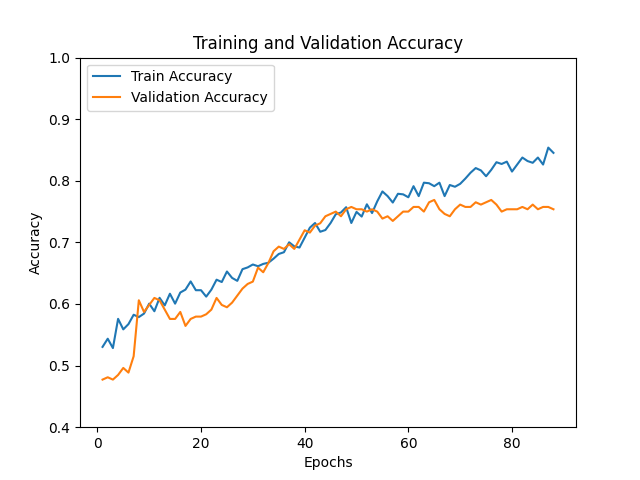 Training and Validation Accuracy
Train Accuracy
Validation Accuracy
1.0
0.9
0.8
0.7
0.6
0.5
0.4
Accuracy
0 20 40 60 80
Epochs